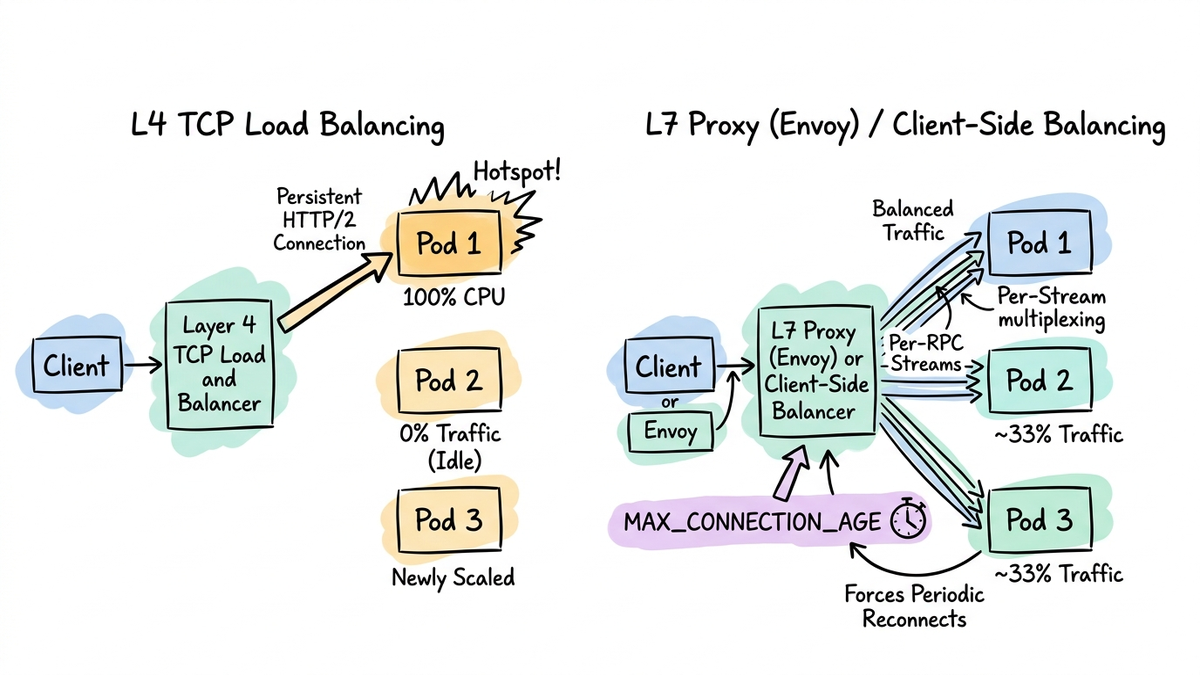 L4 TCP Load Balancing
Hotspot!
Persistent
HTTP/2
Connection
Pod 1
100% CPU
Client
Layer 4
TCP Load
and
Balancer
Pod 2
0% Traffic
(Idle)
Pod 3
Newly Scaled
L7 Proxy (Envoy) / Client-Side Balancing
Balanced
Traffic
Pod 1
Per-Stream
multiplexing
Per-RPC
Streams
Client
or
Envoy
L7 Proxy
(Envoy) or
Client-Side
Balancer
Pod 2
~33% Traffic
MAX_CONNECTION_AGE
Pod 3
~33% Traffic
Forces Periodic
Reconnects